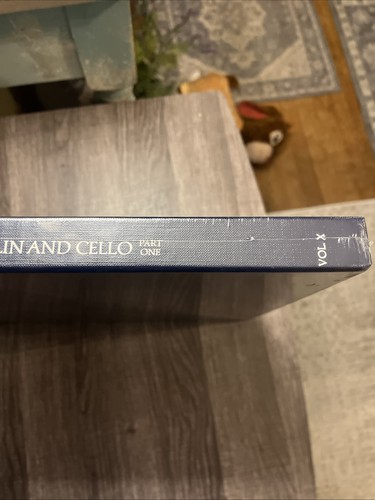 LIN AND CELLO PART
ONE
VOL X